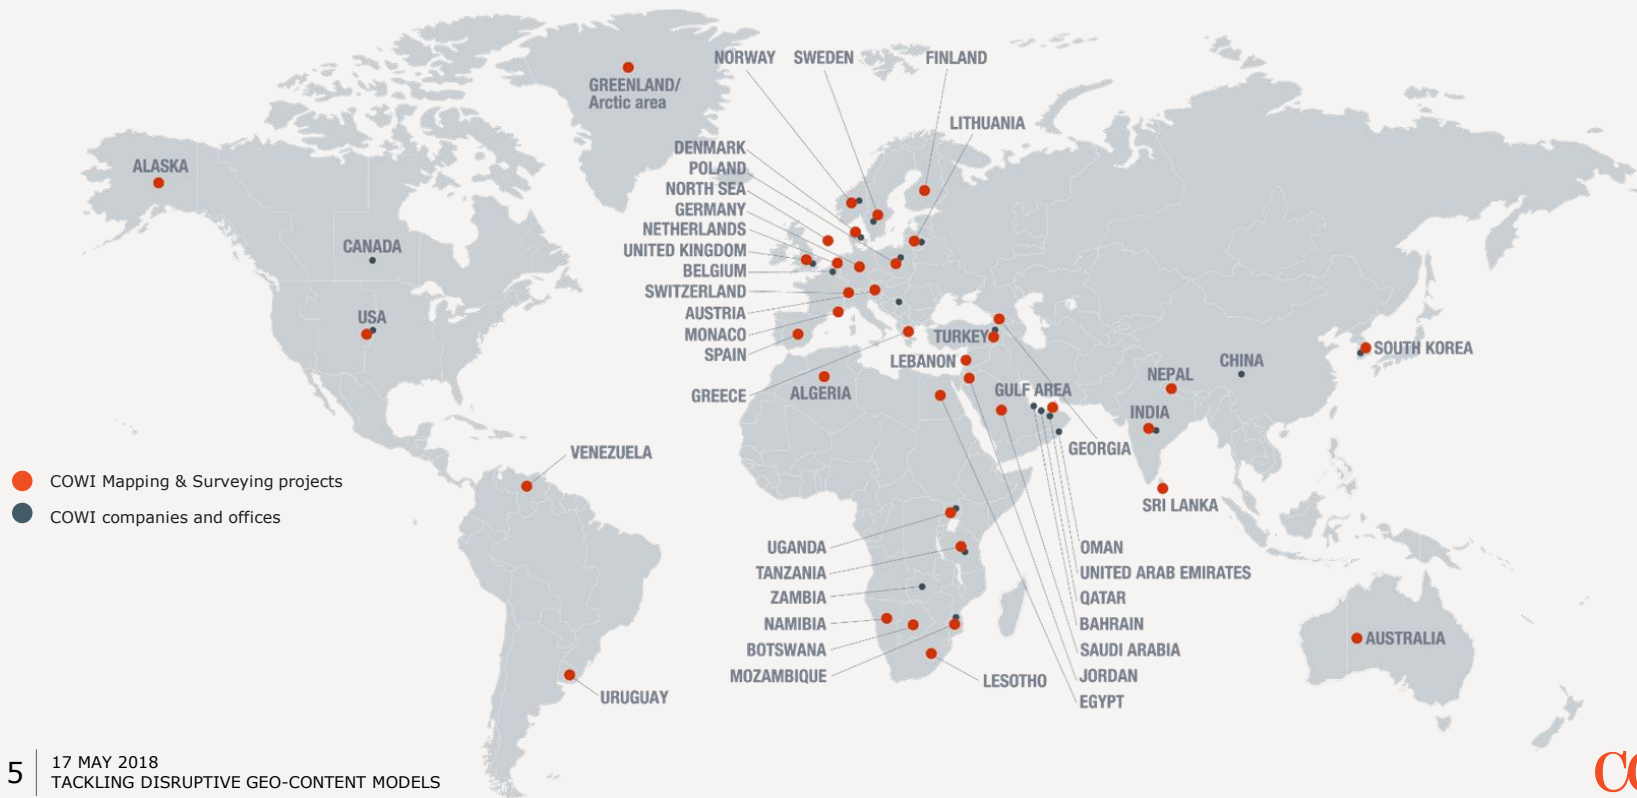 NORWAY
SWEDEN
FINLAND
GREENLAND/
Arctic area
LITHUANIA
DENMARK
ALASKA
POLAND
NORTH SEA
GERMANY
NETHERLANDS
CANADA
UNITED KINGDOM
BELGIUM
SWITZERLAND
AUSTRIA
USA
MONACO
TURKEY
SPAIN
SOUTH KOREA
LEBANON
CHINA
NEPAL
GREECE
ALGERIA
GULF AREA
INDIA
GEORGIA
VENEZUELA
COWI Mapping & Surveying projects
SRI LANKA
COWI companies and offices
UGANDA
OMAN
TANZANIA
UNITED ARAB EMIRATES
ZAMBIA
QATAR
NAMIBIA
BAHRAIN
AUSTRALIA
BOTSWANA
SAUDI ARABIA
MOZAMBIQUE
LESOTHO
JORDAN
URUGUAY
EGYPT
5
17 MAY 2018
TACKLING DISRUPTIVE GEO-CONTENT MODELS